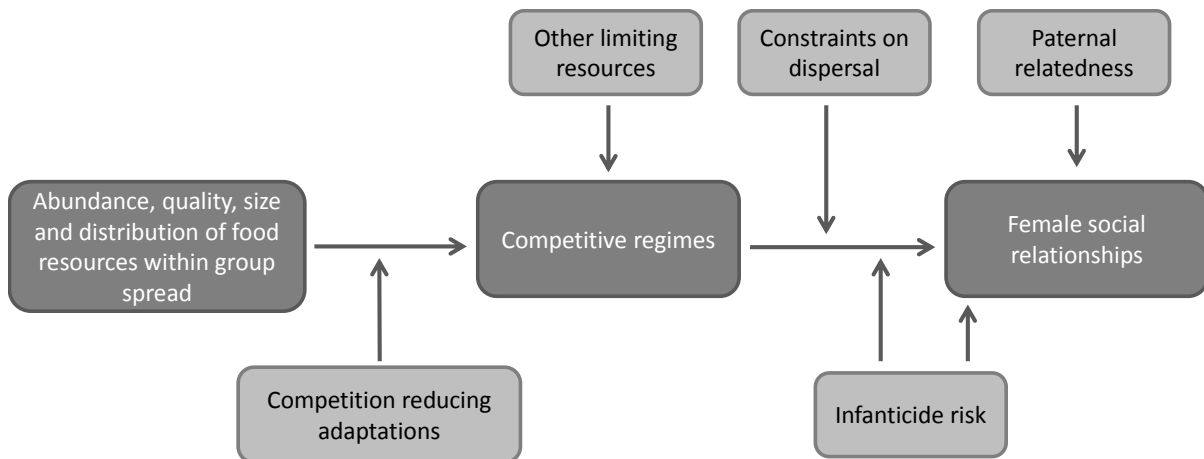 Other limiting
resources
Constraints on
dispersal
Paternal
relatedness
Abundance, quality, size
and distribution of food
resources within group
spread
Competitive regimes
Female social
relationships
Competition reducing
adaptations
Infanticide risk